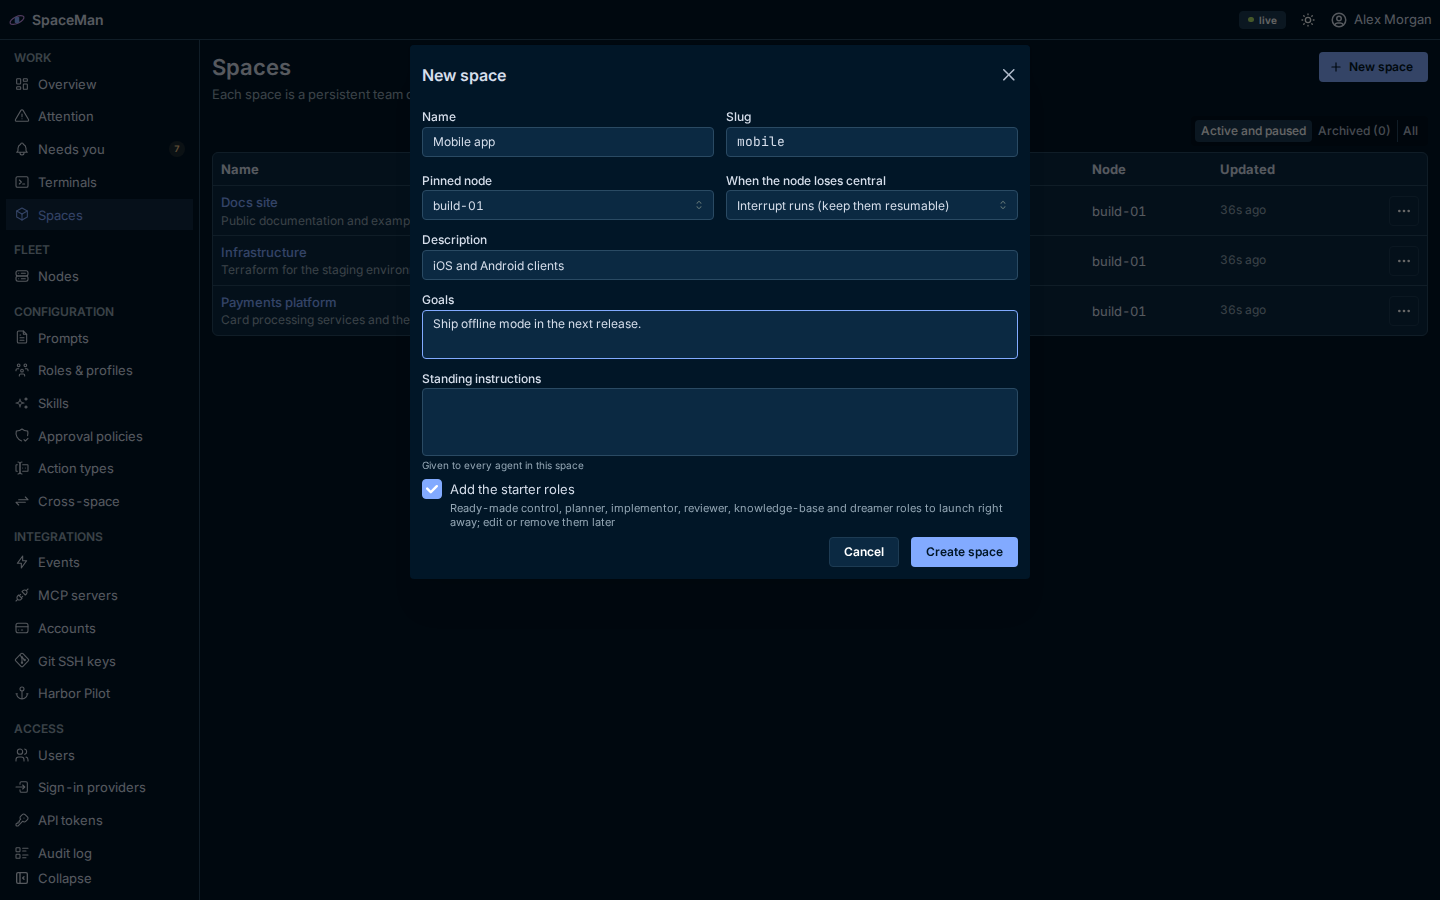 SpaceMan
live
Alex Morgan
WORK
Overview
Attention
Needs you
7
Terminals
Spaces
FLEET
Nodes
CONFIGURATION
Prompts
Roles & profiles
Skills
Approval policies
Action types
Cross-space
INTEGRATIONS
Events
MCP servers
Accounts
Git SSH keys
Harbor Pilot
ACCESS
Users
Sign-in providers
API tokens
Audit log
Collapse
Spaces
Each space is a persistent team
New space
Active and paused
Archived (0)
All
Name
Node
Updated
Docs site
Public documentation and
build-01
36s ago
Infrastructure
Terraform for the staging
build-01
36s ago
Payments platform
Card processing services and the
build-01
36s ago
New space
Name
Slug
Mobile app
mobile
Pinned node
When the node loses central
build-01
Interrupt runs (keep them resumable)
Description
iOS and Android clients
Goals
Ship offline mode in the next release.
Standing instructions
Given to every agent in this space
Add the starter roles
Ready-made control, planner, implementor, reviewer, knowledge-base and dreamer roles to launch right
away; edit or remove them later
Cancel
Create space